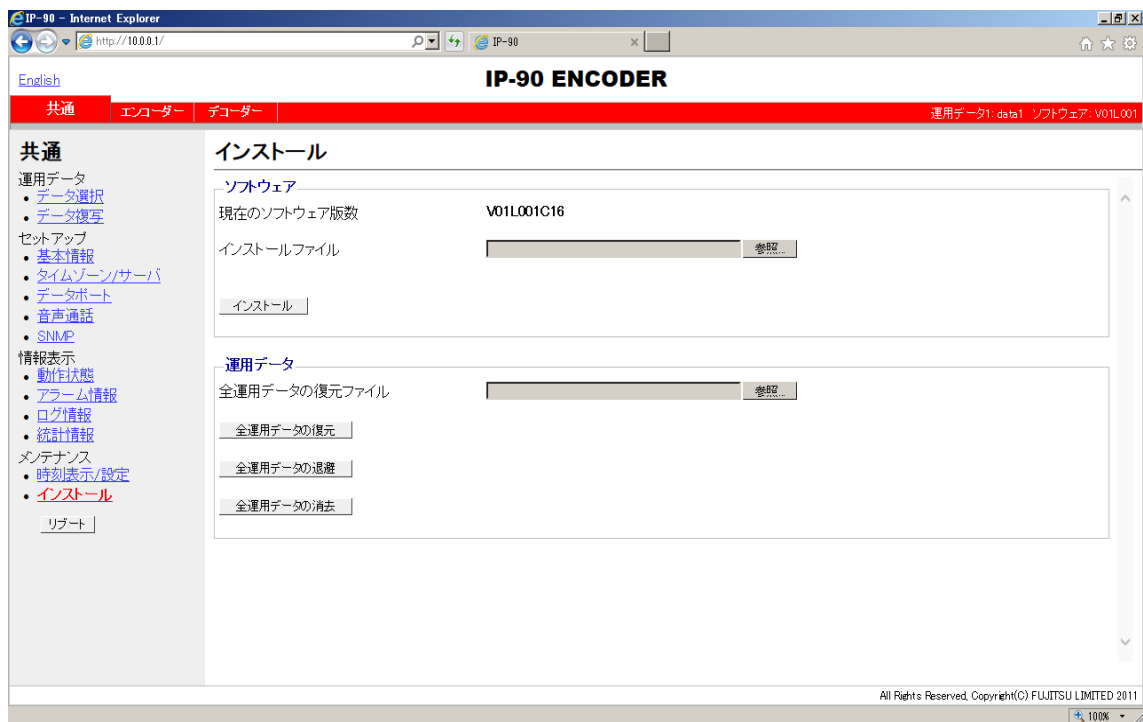 IP-90 - Internet Explorer
http://10.0.0.1/
IP-90
English
IP-90 ENCODER
共通 エンコーダー デコーダー 運用データ1: data1 ソフトウェア: V01L001
共通
運用データ
データ選択
データ複写
セットアップ
基本情報
タイムゾーン/サーバ
データポート
音声通話
SNMP
情報表示
動作状態
アラーム情報
ログ情報
統計情報
メンテナンス
時刻表示/設定
インストール
リブート
インストール
ソフトウェア
現在のソフトウェア版数 V01L001C16
インストールファイル 参照...
インストール
運用データ
全運用データの復元ファイル 参照...
全運用データの復元
全運用データの退避
全運用データの消去
All Rights Reserved, Copyright(C) FUJITSU LIMITED 2011
100%